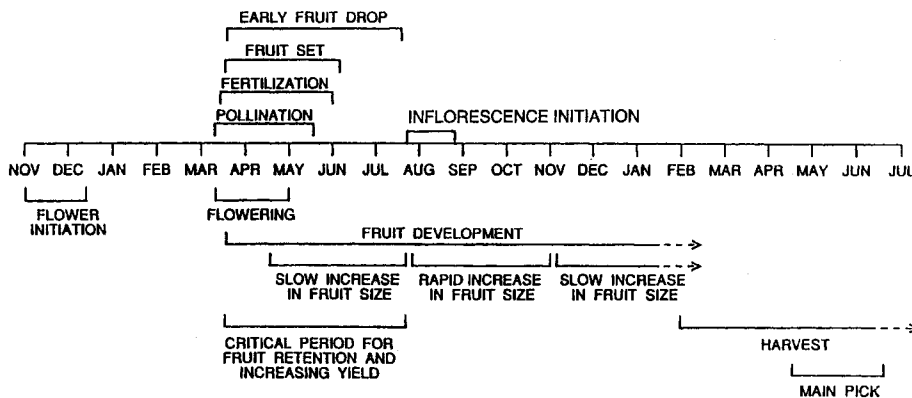 EARLY FRUIT DROP
FRUIT SET
FERTILIZATION
POLLINATION
INFLORESCENCE INITIATION
NOV DEC JAN FEB MAR APR MAY JUN JUL AUG SEP OCT NOV DEC JAN FEB MAR APR MAY JUN JUL
FLOWER
INITIATION
FLOWERING
FRUIT DEVELOPMENT
SLOW INCREASE
IN FRUIT SIZE
RAPID INCREASE
IN FRUIT SIZE
SLOW INCREASE
IN FRUIT SIZE
CRITICAL PERIOD FOR
FRUIT RETENTION AND
INCREASING YIELD
HARVEST
MAIN PICK